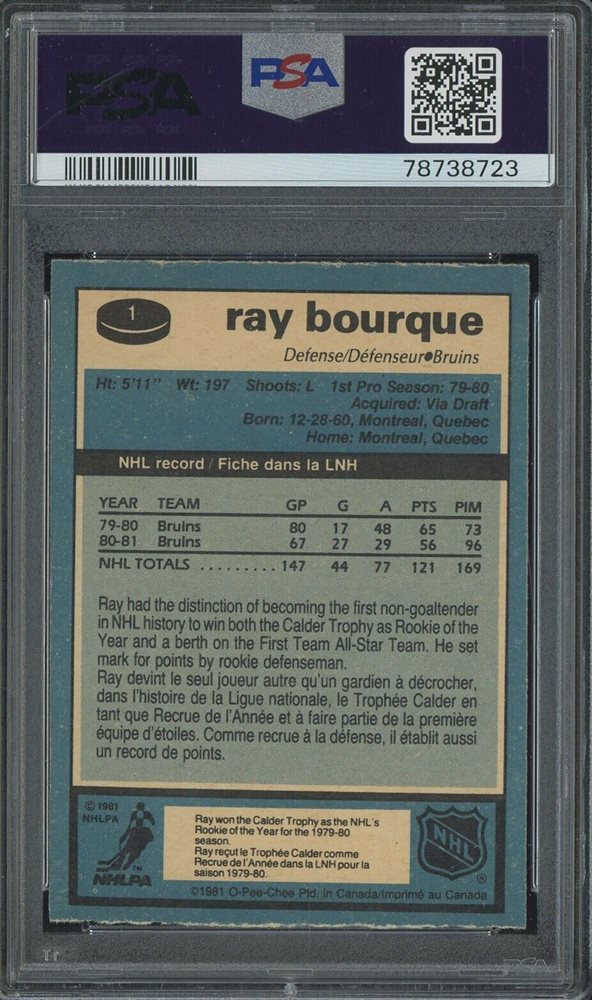 PSA
PSA
78738723
1
ray bourque
Defense/Défenseur●Bruins
Ht: 5'11" Wt: 197 Shoots: L 1st Pro Season: 79-80
Acquired: Via Draft
Born: 12-28-60, Montreal, Quebec
Home: Montreal, Quebec
NHL record / Fiche dans la LNH
YEAR TEAM GP G A PTS PIM
79-80 Bruins 80 17 48 65 73
80-81 Bruins 67 27 29 56 96
NHL TOTALS ......... 147 44 77 121 169
Ray had the distinction of becoming the first non-goaltender
in NHL history to win both the Calder Trophy as Rookie of the
Year and a berth on the First Team All-Star Team. He set
mark for points by rookie defenseman.
Ray devint le seul joueur autre qu'un gardien à décrocher,
dans l'histoire de la Ligue nationale, le Trophée Calder en
tant que Recrue de l'Année et à faire partie de la première
équipe d'étoiles. Comme recrue à la défense, il établit aussi
un record de points.
© 1981
NHLPA
TM
NHLPA
Ray won the Calder Trophy as the NHL's
Rookie of the Year for the 1979-80
season.
Ray reçut le Trophée Calder comme
Recrue de l'Année dans la LNH pour la
saison 1979-80.
NHL
®
©1981 O-Pee-Chee Ptd. in Canada/Imprimé au Canada
PSA